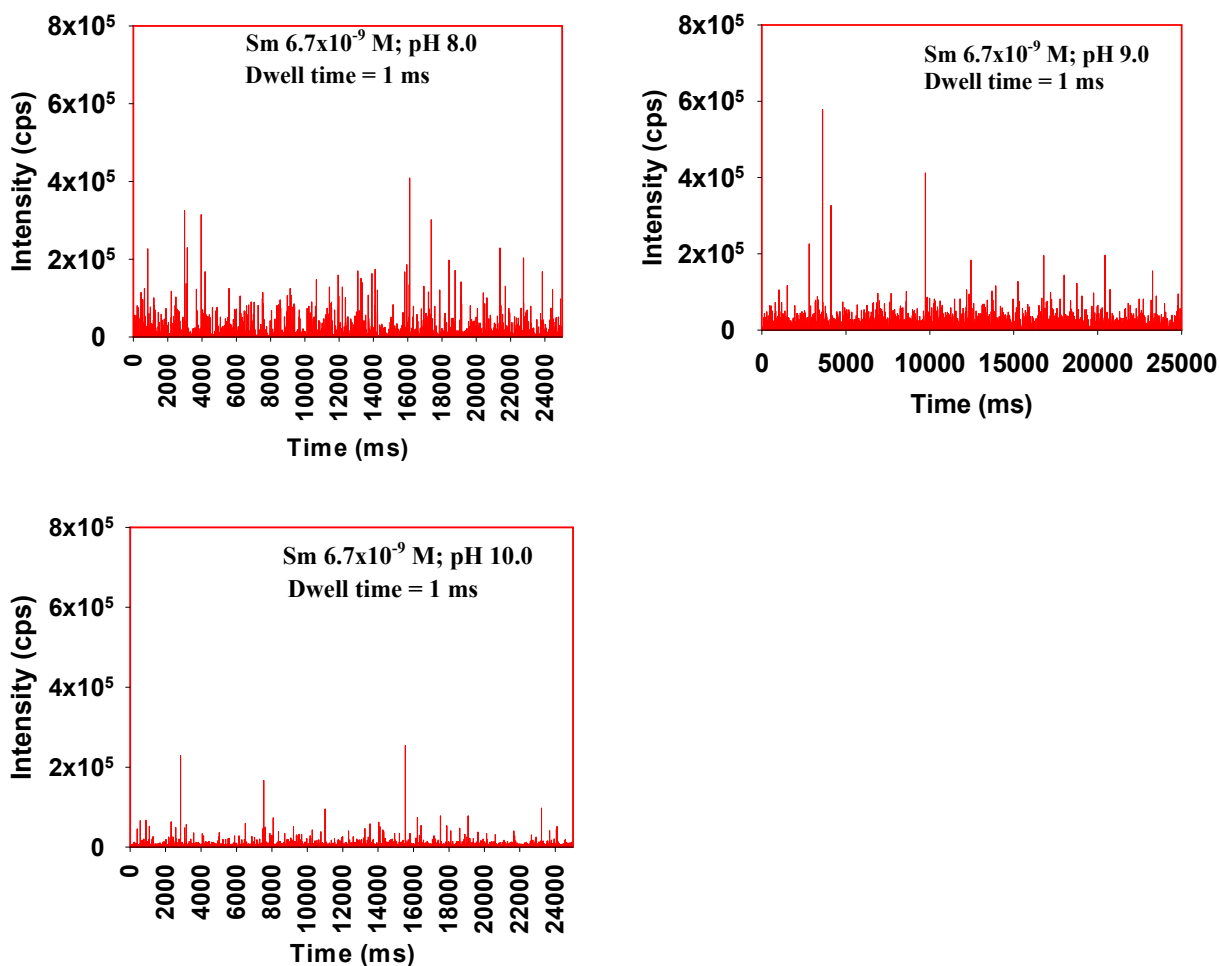 Sm 6.7x10⁻⁹ M; pH 8.0
Dwell time = 1 ms
Intensity (cps)
8x10⁵
6x10⁵
4x10⁵
2x10⁵
0
0 2000 4000 6000 8000 10000 12000 14000 16000 18000 20000 22000 24000
Time (ms)
Sm 6.7x10⁻⁹ M; pH 9.0
Dwell time = 1 ms
Intensity (cps)
8x10⁵
6x10⁵
4x10⁵
2x10⁵
0
0 5000 10000 15000 20000 25000
Time (ms)
Sm 6.7x10⁻⁹ M; pH 10.0
Dwell time = 1 ms
Intensity (cps)
8x10⁵
6x10⁵
4x10⁵
2x10⁵
0
0 2000 4000 6000 8000 10000 12000 14000 16000 18000 20000 22000 24000
Time (ms)